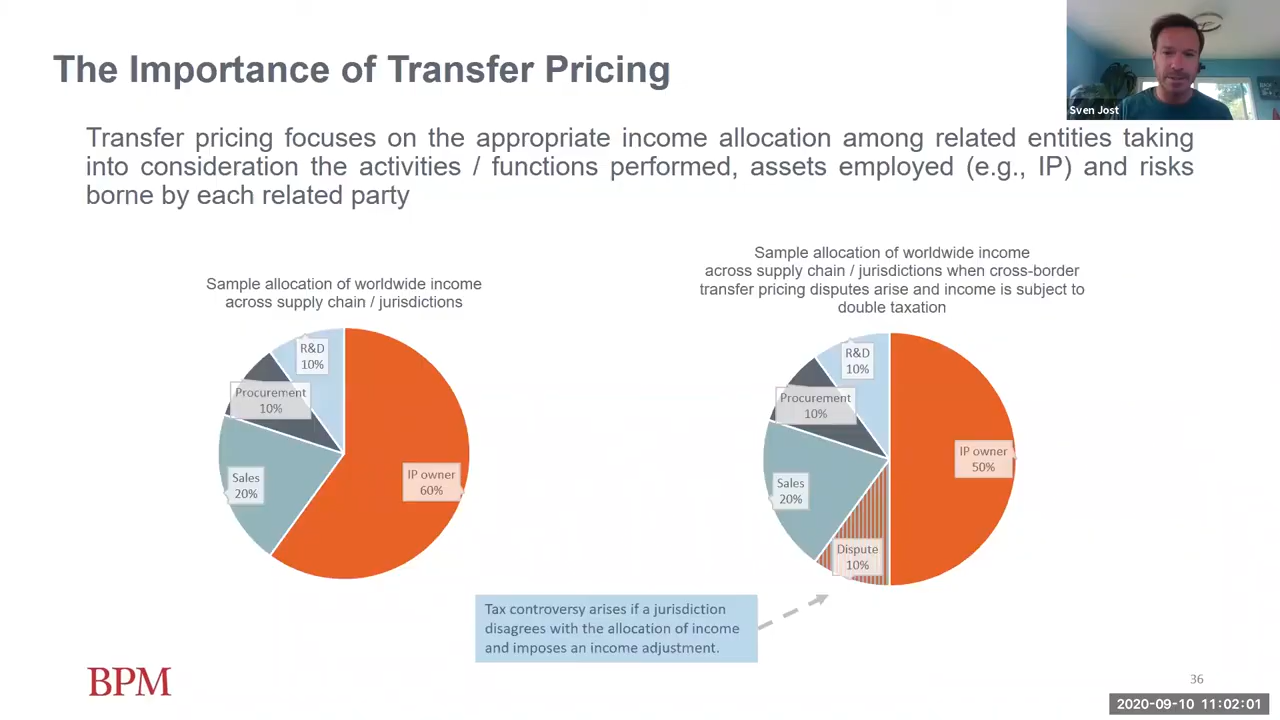 The Importance of Transfer Pricing
Sven Jost
Transfer pricing focuses on the appropriate income allocation among related entities taking
into consideration the activities / functions performed, assets employed (e.g., IP) and risks
borne by each related party
Sample allocation of worldwide income
across supply chain / jurisdictions
R&D
10%
Procurement
10%
Sales
20%
IP owner
60%
Sample allocation of worldwide income
across supply chain / jurisdictions when cross-border
transfer pricing disputes arise and income is subject to
double taxation
R&D
10%
Procurement
10%
Sales
20%
IP owner
50%
Dispute
10%
Tax controversy arises if a jurisdiction
disagrees with the allocation of income
and imposes an income adjustment.
BPM
36
2020-09-10 11:02:01